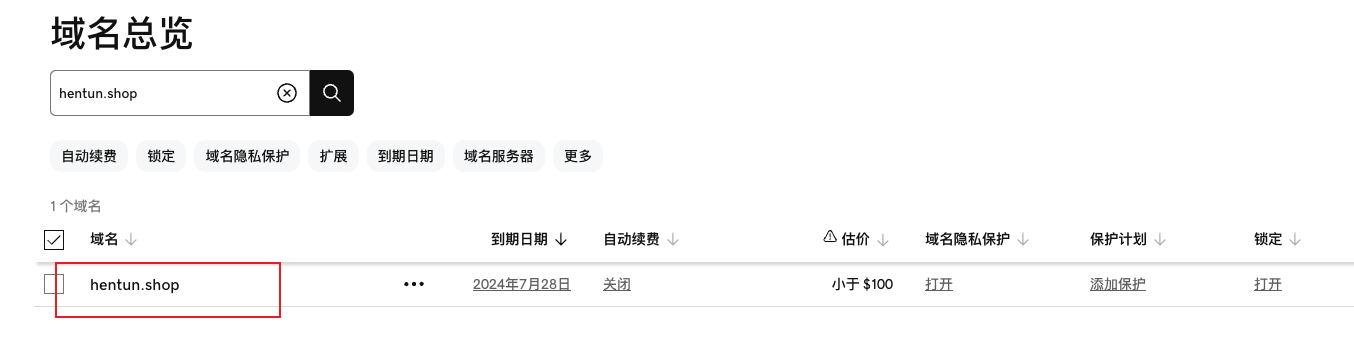 域名总览
hentun.shop
自动续费 锁定 域名隐私保护 扩展 到期日期 域名服务器 更多
1 个域名
域名 到期日期 自动续费 估价 域名隐私保护 保护计划 锁定
hentun.shop ••• 2024年7月28日 关闭 小于 $100 打开 添加保护 打开